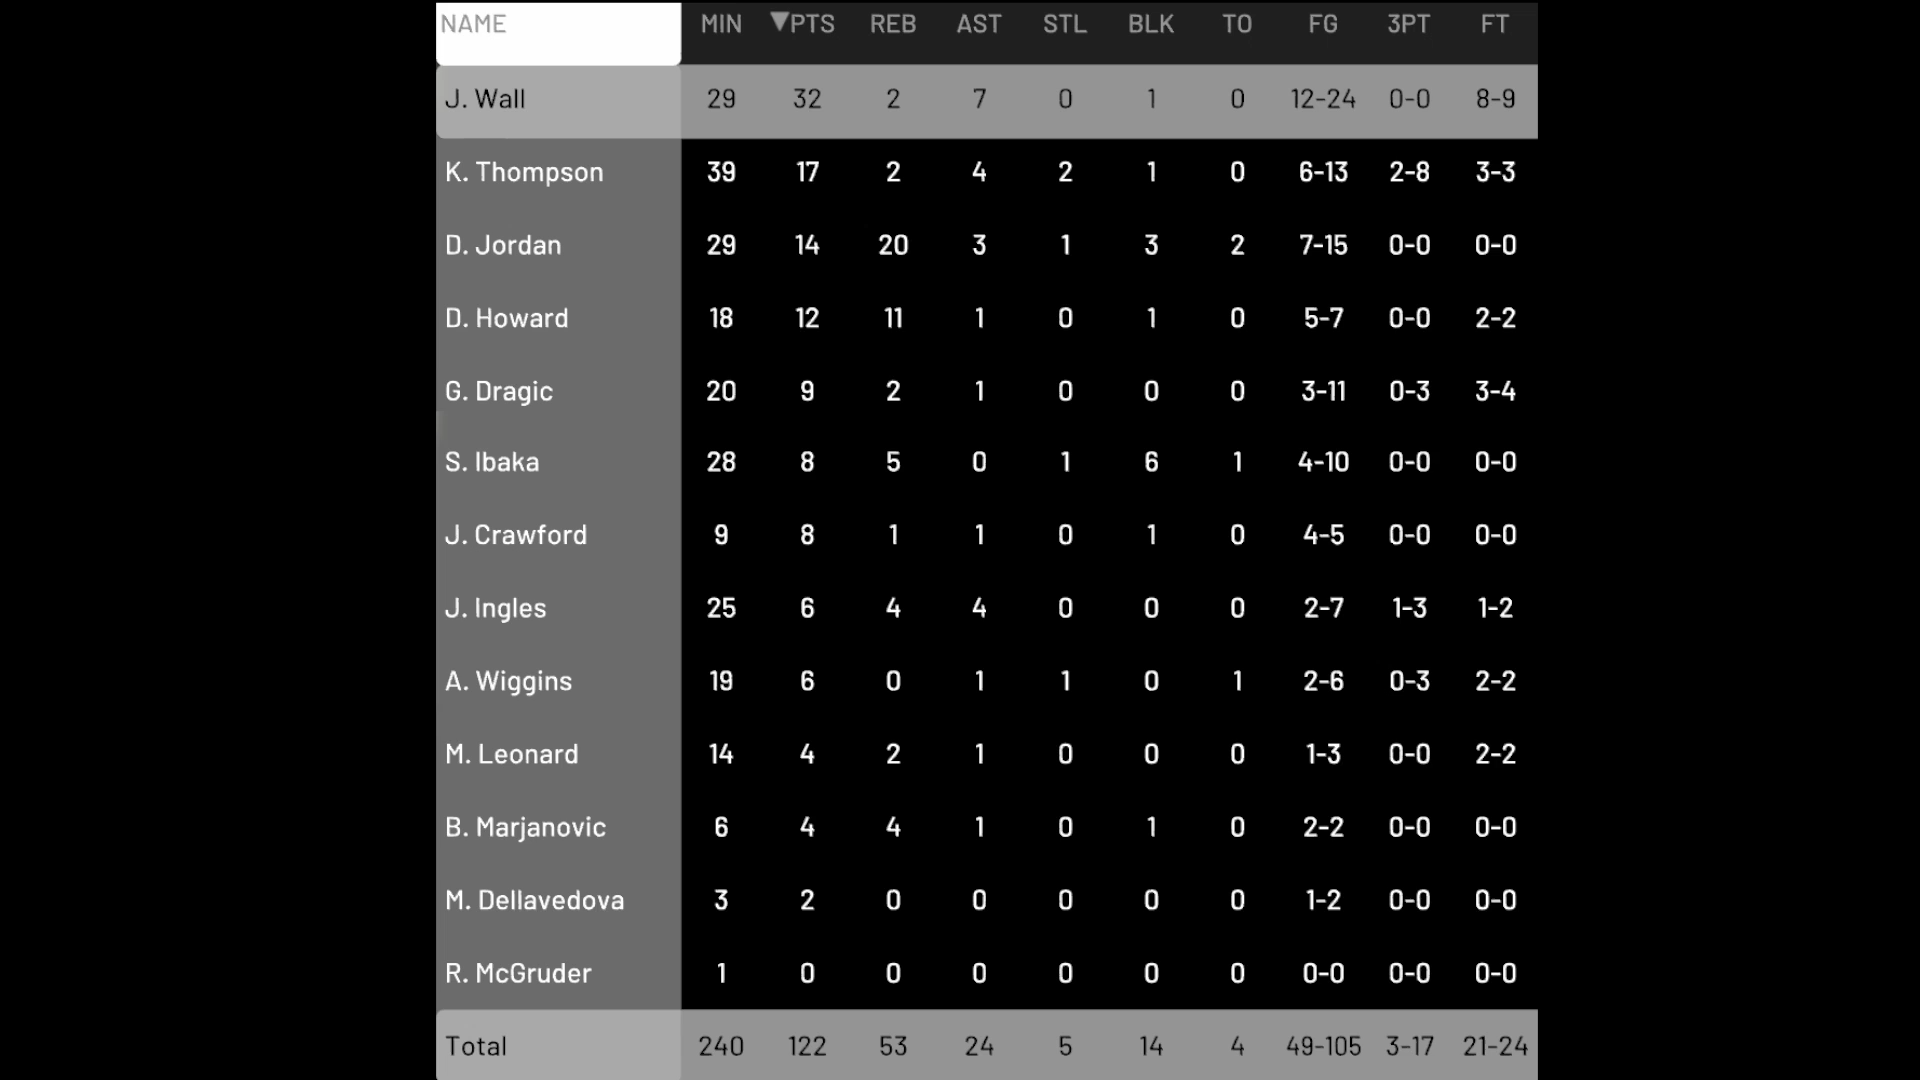 NAME MIN ▼PTS REB AST STL BLK TO FG 3PT FT
J. Wall 29 32 2 7 0 1 0 12-24 0-0 8-9
K. Thompson 39 17 2 4 2 1 0 6-13 2-8 3-3
D. Jordan 29 14 20 3 1 3 2 7-15 0-0 0-0
D. Howard 18 12 11 1 0 1 0 5-7 0-0 2-2
G. Dragic 20 9 2 1 0 0 0 3-11 0-3 3-4
S. Ibaka 28 8 5 0 1 6 1 4-10 0-0 0-0
J. Crawford 9 8 1 1 0 1 0 4-5 0-0 0-0
J. Ingles 25 6 4 4 0 0 0 2-7 1-3 1-2
A. Wiggins 19 6 0 1 1 0 1 2-6 0-3 2-2
M. Leonard 14 4 2 1 0 0 0 1-3 0-0 2-2
B. Marjanovic 6 4 4 1 0 1 0 2-2 0-0 0-0
M. Dellavedova 3 2 0 0 0 0 0 1-2 0-0 0-0
R. McGruder 1 0 0 0 0 0 0 0-0 0-0 0-0
Total 240 122 53 24 5 14 4 49-105 3-17 21-24